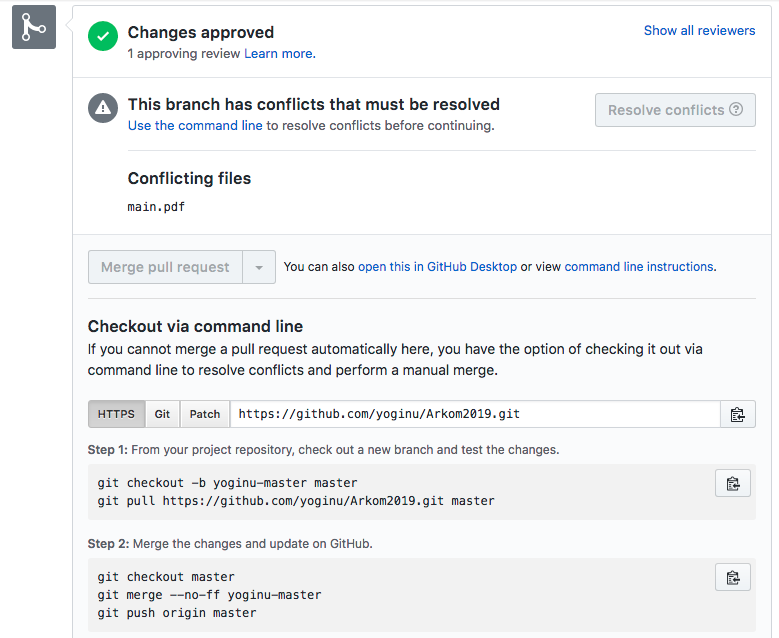 Changes approved
Show all reviewers
1 approving review Learn more.
This branch has conflicts that must be resolved
Resolve conflicts
Use the command line to resolve conflicts before continuing.
Conflicting files
main.pdf
Merge pull request
You can also open this in GitHub Desktop or view command line instructions.
Checkout via command line
If you cannot merge a pull request automatically here, you have the option of checking it out via
command line to resolve conflicts and perform a manual merge.
HTTPS Git Patch https://github.com/yoginu/Arkom2019.git
Step 1: From your project repository, check out a new branch and test the changes.
git checkout -b yoginu-master master
git pull https://github.com/yoginu/Arkom2019.git master
Step 2: Merge the changes and update on GitHub.
git checkout master
git merge --no-ff yoginu-master
git push origin master